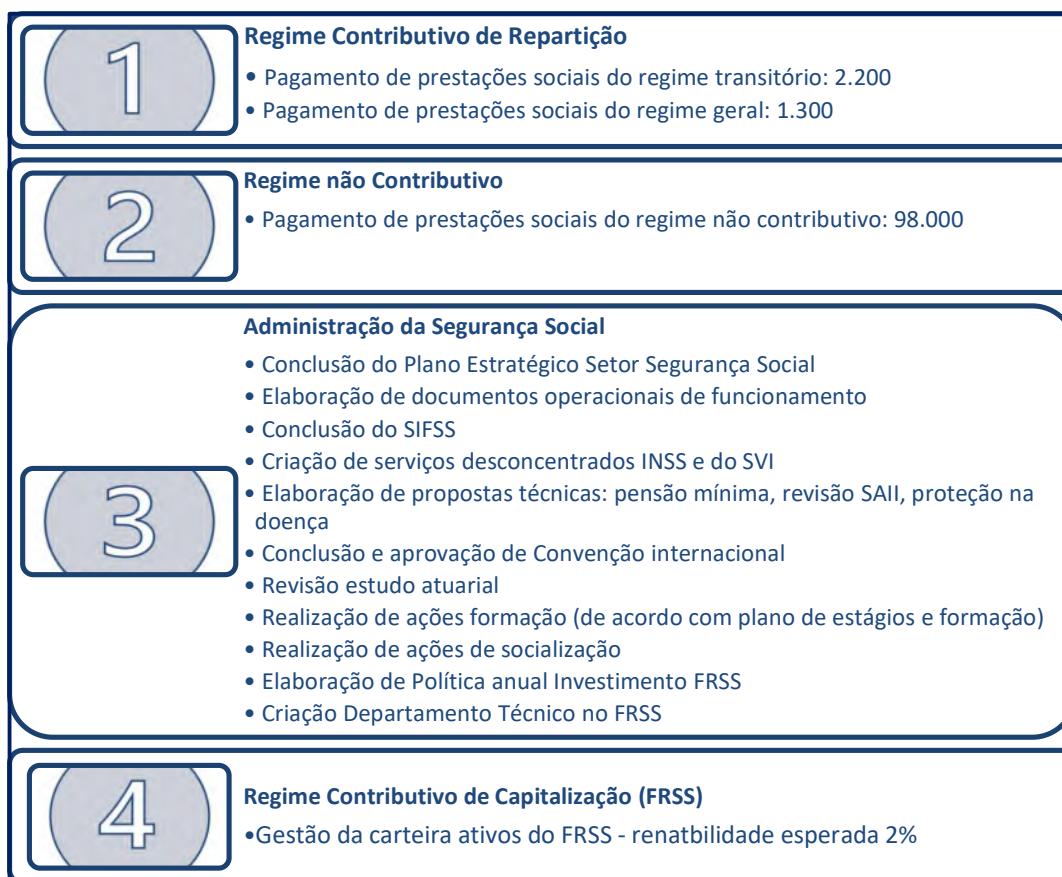 1
Regime Contributivo de Repartição
• Pagamento de prestações sociais do regime transitório: 2.200
• Pagamento de prestações sociais do regime geral: 1.300
2
Regime não Contributivo
• Pagamento de prestações sociais do regime não contributivo: 98.000
3
Administração da Segurança Social
• Conclusão do Plano Estratégico Setor Segurança Social
• Elaboração de documentos operacionais de funcionamento
• Conclusão do SIFSS
• Criação de serviços desconcentrados INSS e do SVI
• Elaboração de propostas técnicas: pensão mínima, revisão SAII, proteção na
doença
• Conclusão e aprovação de Convenção internacional
• Revisão estudo atuarial
• Realização de ações formação (de acordo com plano de estágios e formação)
• Realização de ações de socialização
• Elaboração de Política anual Investimento FRSS
• Criação Departamento Técnico no FRSS
4
Regime Contributivo de Capitalização (FRSS)
•Gestão da carteira ativos do FRSS - renatbilidade esperada 2%